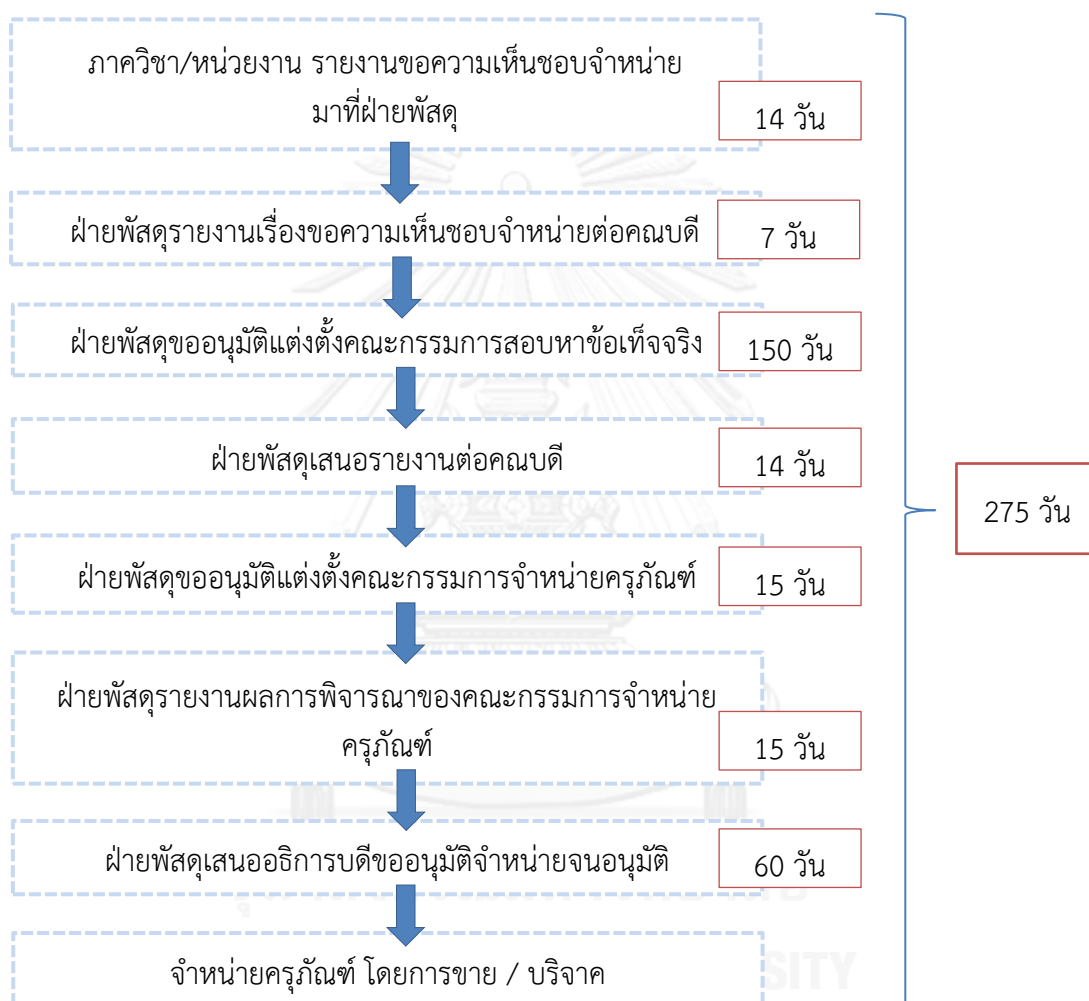 ภาควิชา/หน่วยงาน รายงานขอความเห็นชอบจำหน่าย
มาที่ฝ่ายพัสดุ
14 วัน
ฝ่ายพัสดุรายงานเรื่องขอความเห็นชอบจำหน่ายต่อคณบดี
7 วัน
ฝ่ายพัสดุขออนุมัติแต่งตั้งคณะกรรมการสอบหาข้อเท็จจริง
150 วัน
ฝ่ายพัสดุเสนอรายงานต่อคณบดี
14 วัน
275 วัน
ฝ่ายพัสดุขออนุมัติแต่งตั้งคณะกรรมการจำหน่ายครุภัณฑ์
15 วัน
ฝ่ายพัสดุรายงานผลการพิจารณาของคณะกรรมการจำหน่าย
ครุภัณฑ์
15 วัน
ฝ่ายพัสดุเสนออธิการบดีขออนุมัติจำหน่ายจนอนุมัติ
60 วัน
จำหน่ายครุภัณฑ์ โดยการขาย / บริจาค